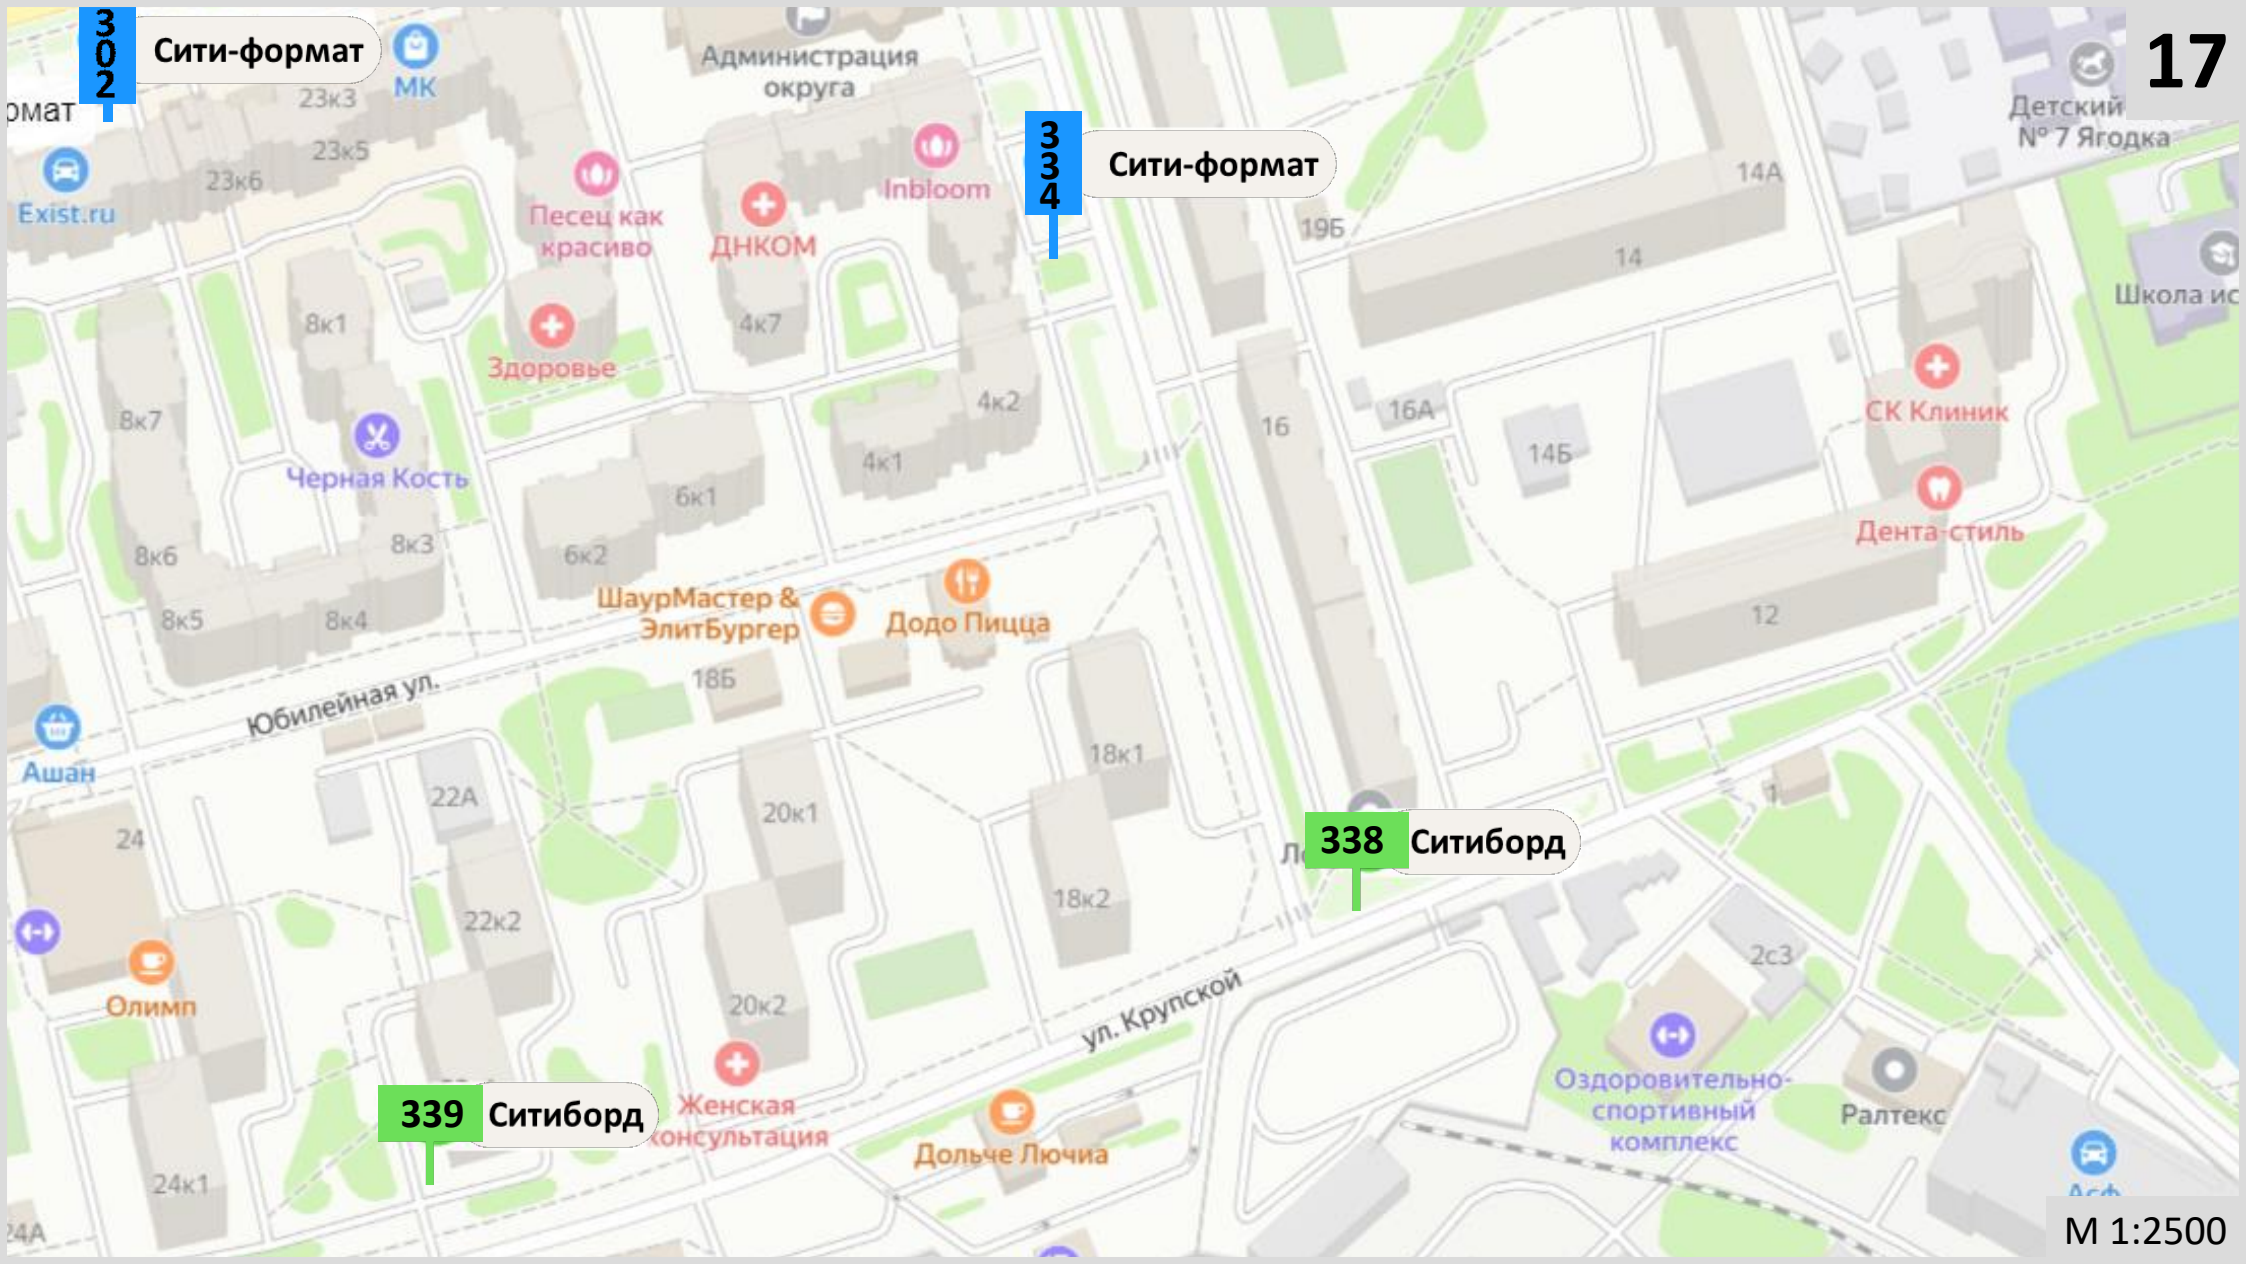 302
Сити-формат
МК
Администрация
округа
17
омат
23к3
Детский
№ 7 Ягодка
23к5
334
Сити-формат
23к6
Exist.ru
Песец как
красиво
ДНКОМ
Inbloom
14А
19Б
14
Школа ис
8к1
4к7
Здоровье
8к7
4к2
16
16А
СК Клиник
Черная Кость
4к1
14Б
6к1
8к6
8к3
6к2
Дента-стиль
ШаурМастер &
ЭлитБургер
Додо Пицца
12
8к5
8к4
18Б
Юбилейная ул.
Ашан
18к1
22А
20к1
1
24
338
Ситиборд
22к2
18к2
2с3
Олимп
20к2
ул. Крупской
339
Ситиборд
Женская
консультация
Дольче Лючиа
Оздоровительно-
спортивный
комплекс
Ралтекс
24к1
24А
М 1:2500